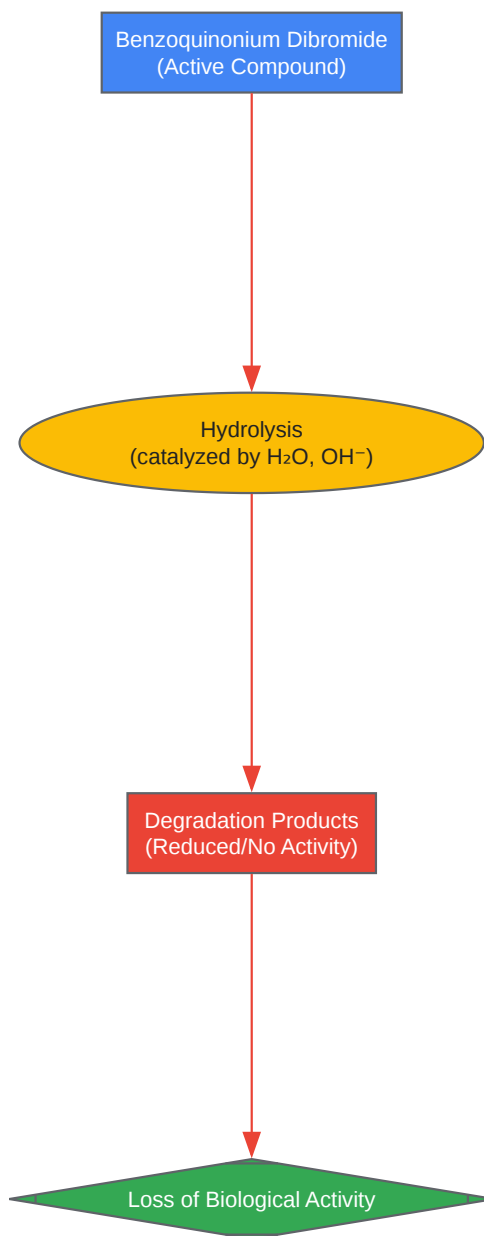 Benzoquinonium Dibromide
(Active Compound)
Hydrolysis
(catalyzed by H₂O, OH⁻)
Degradation Products
(Reduced/No Activity)
Loss of Biological Activity